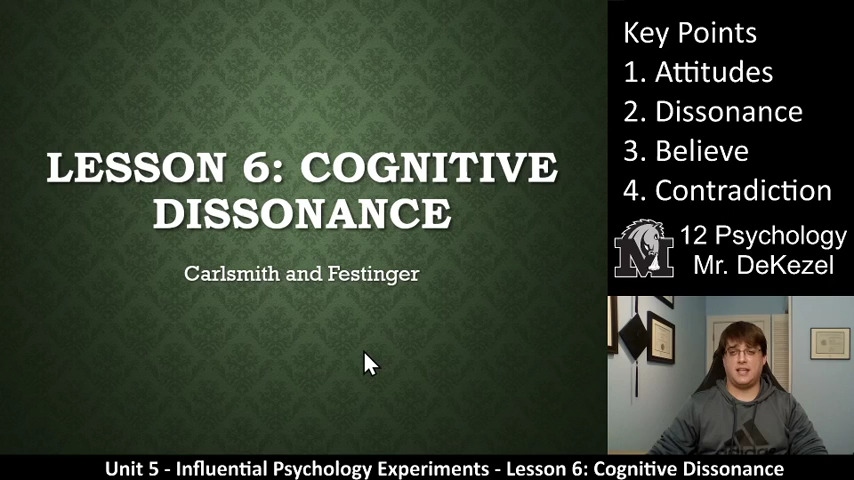 LESSON 6: COGNITIVE
DISSONANCE
Carlsmith and Festinger
Key Points
1. Attitudes
2. Dissonance
3. Believe
4. Contradiction
M
12 Psychology
Mr. DeKezel
adidas
Unit 5 - Influential Psychology Experiments - Lesson 6: Cognitive Dissonance